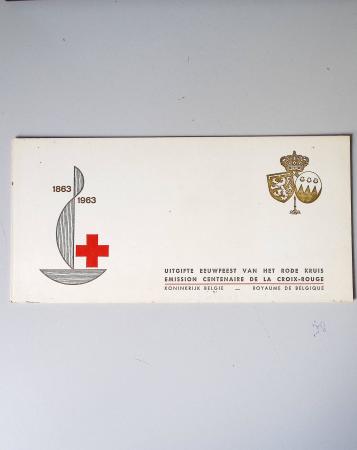 1863
1963
UITGIFTE EEUWFEEST VAN HET RODE KRUIS
EMISSION CENTENAIRE DE LA CROIX-ROUGE
KONINKRIJK BELGIE — ROYAUME DE BELGIQUE